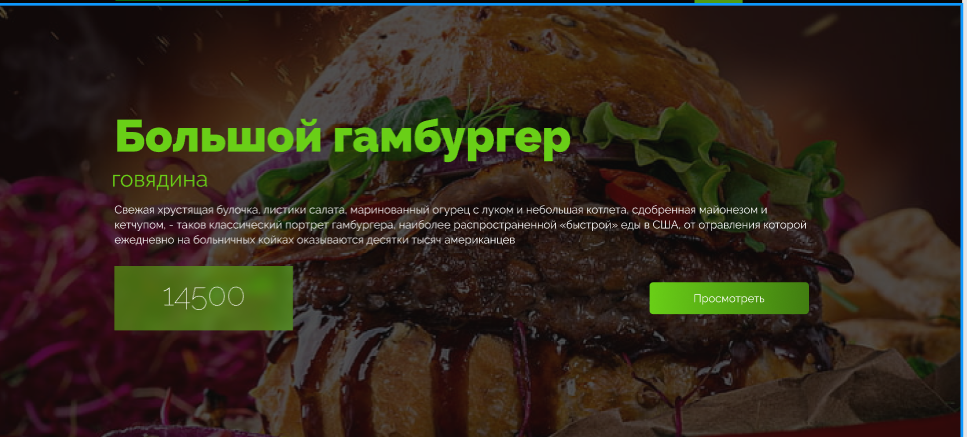 Большой гамбургер
говядина
Свежая хрустящая булочка, листики салата, маринованный огурец с луком и небольшая котлета, сдобренная майонезом и
кетчупом, - таков классический портрет гамбургера, наиболее распространенной «быстрой» еды в США, от отравления которой
ежедневно на больничных койках оказываются десятки тысяч американцев
14500
Просмотреть